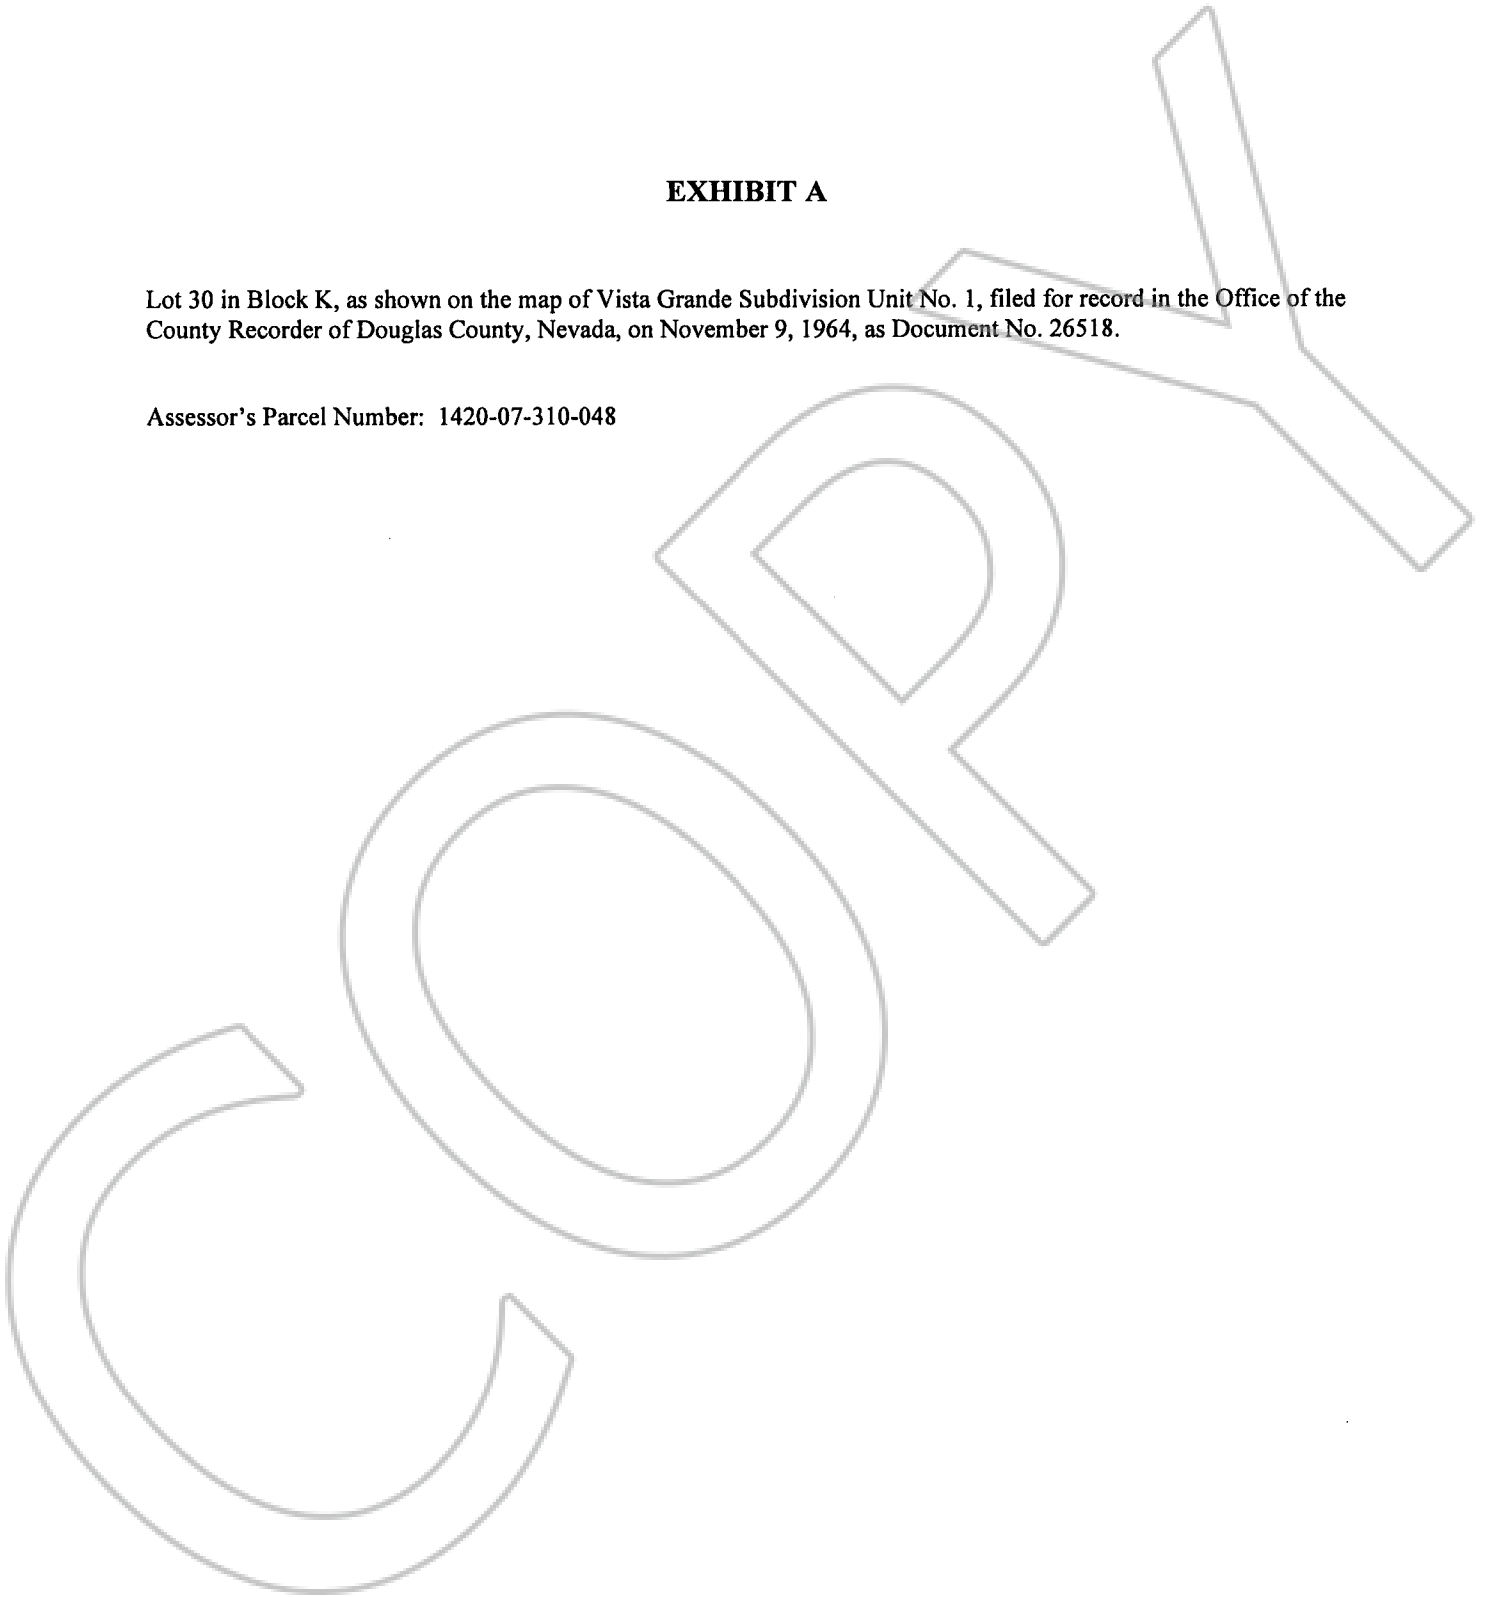 EXHIBIT A
Lot 30 in Block K, as shown on the map of Vista Grande Subdivision Unit No. 1, filed for record in the Office of the
County Recorder of Douglas County, Nevada, on November 9, 1964, as Document No. 26518.
Assessor's Parcel Number: 1420-07-310-048
COPY